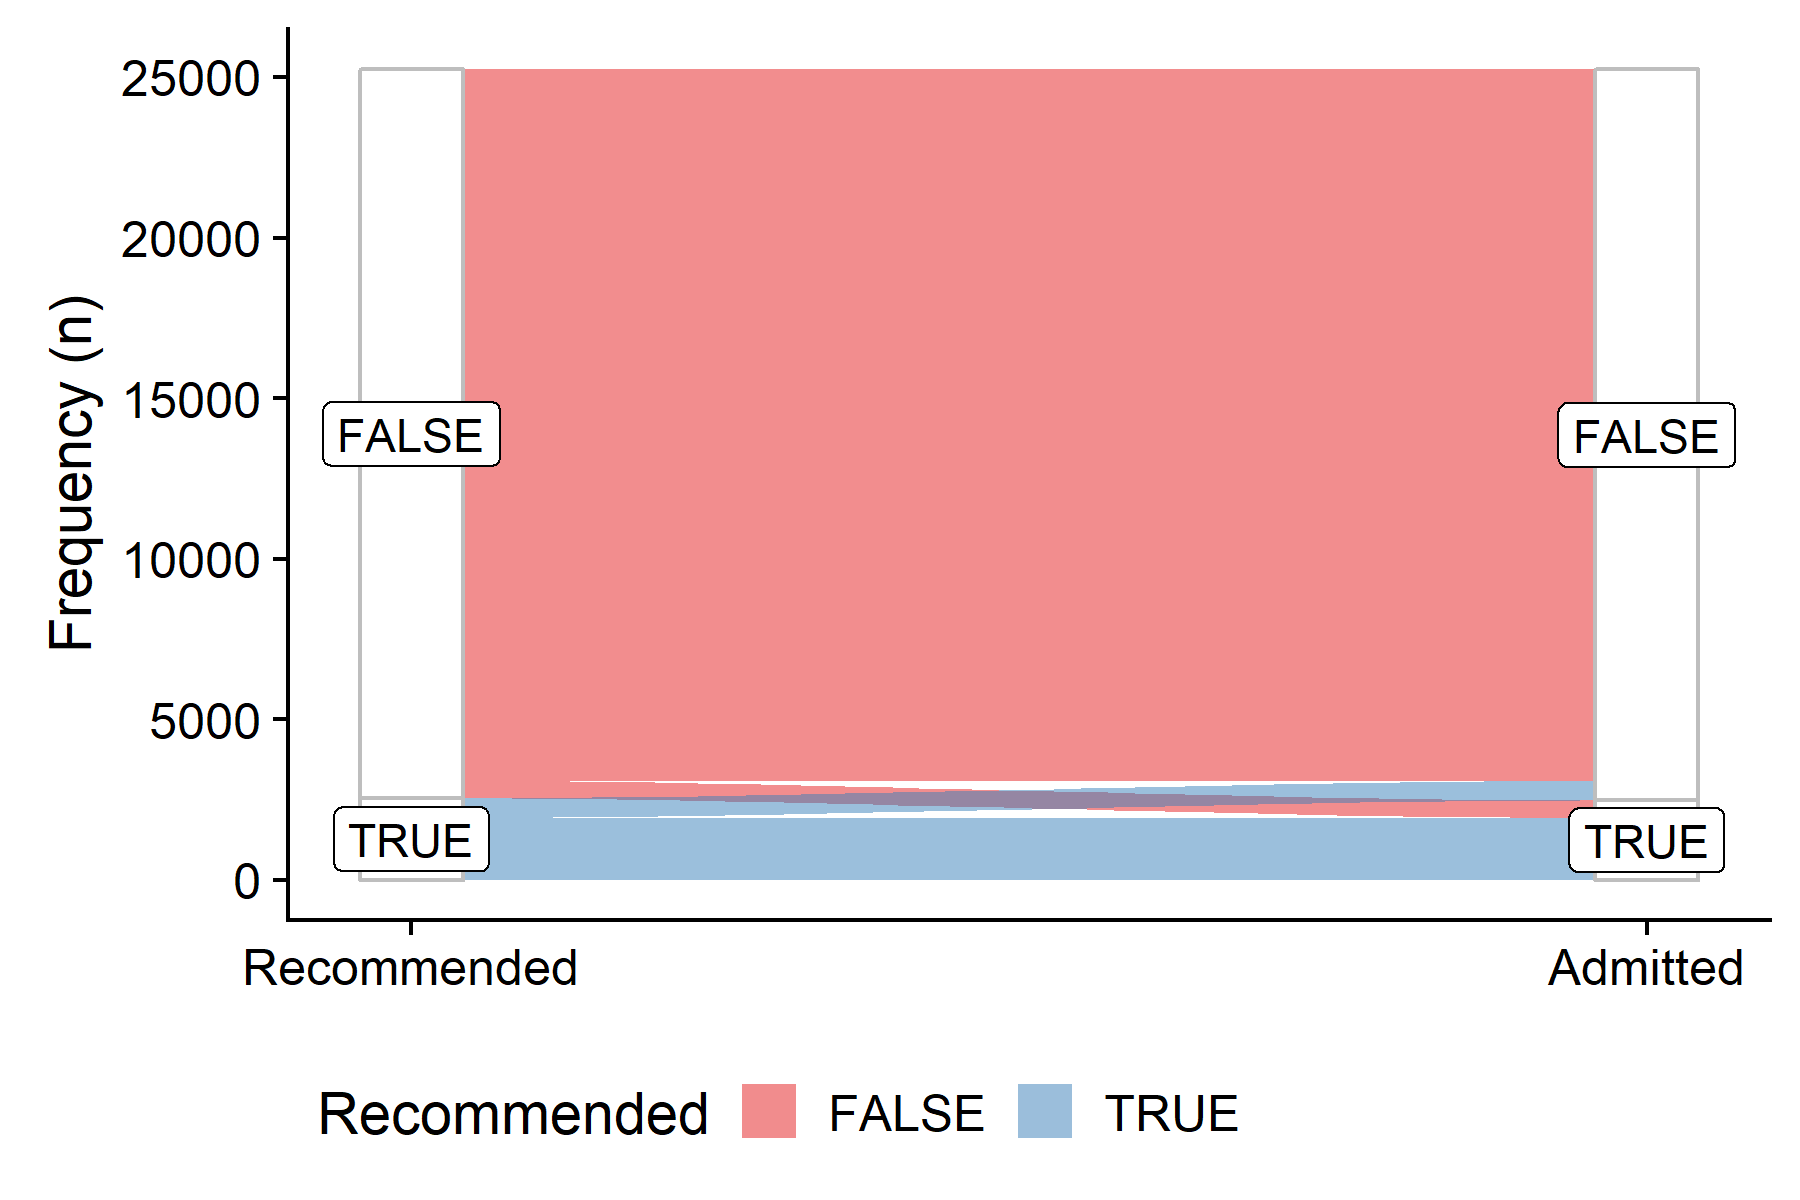 Frequency (n)
25000
20000
15000
10000
5000
0
FALSE
TRUE
FALSE
TRUE
Recommended
Admitted
Recommended FALSE TRUE